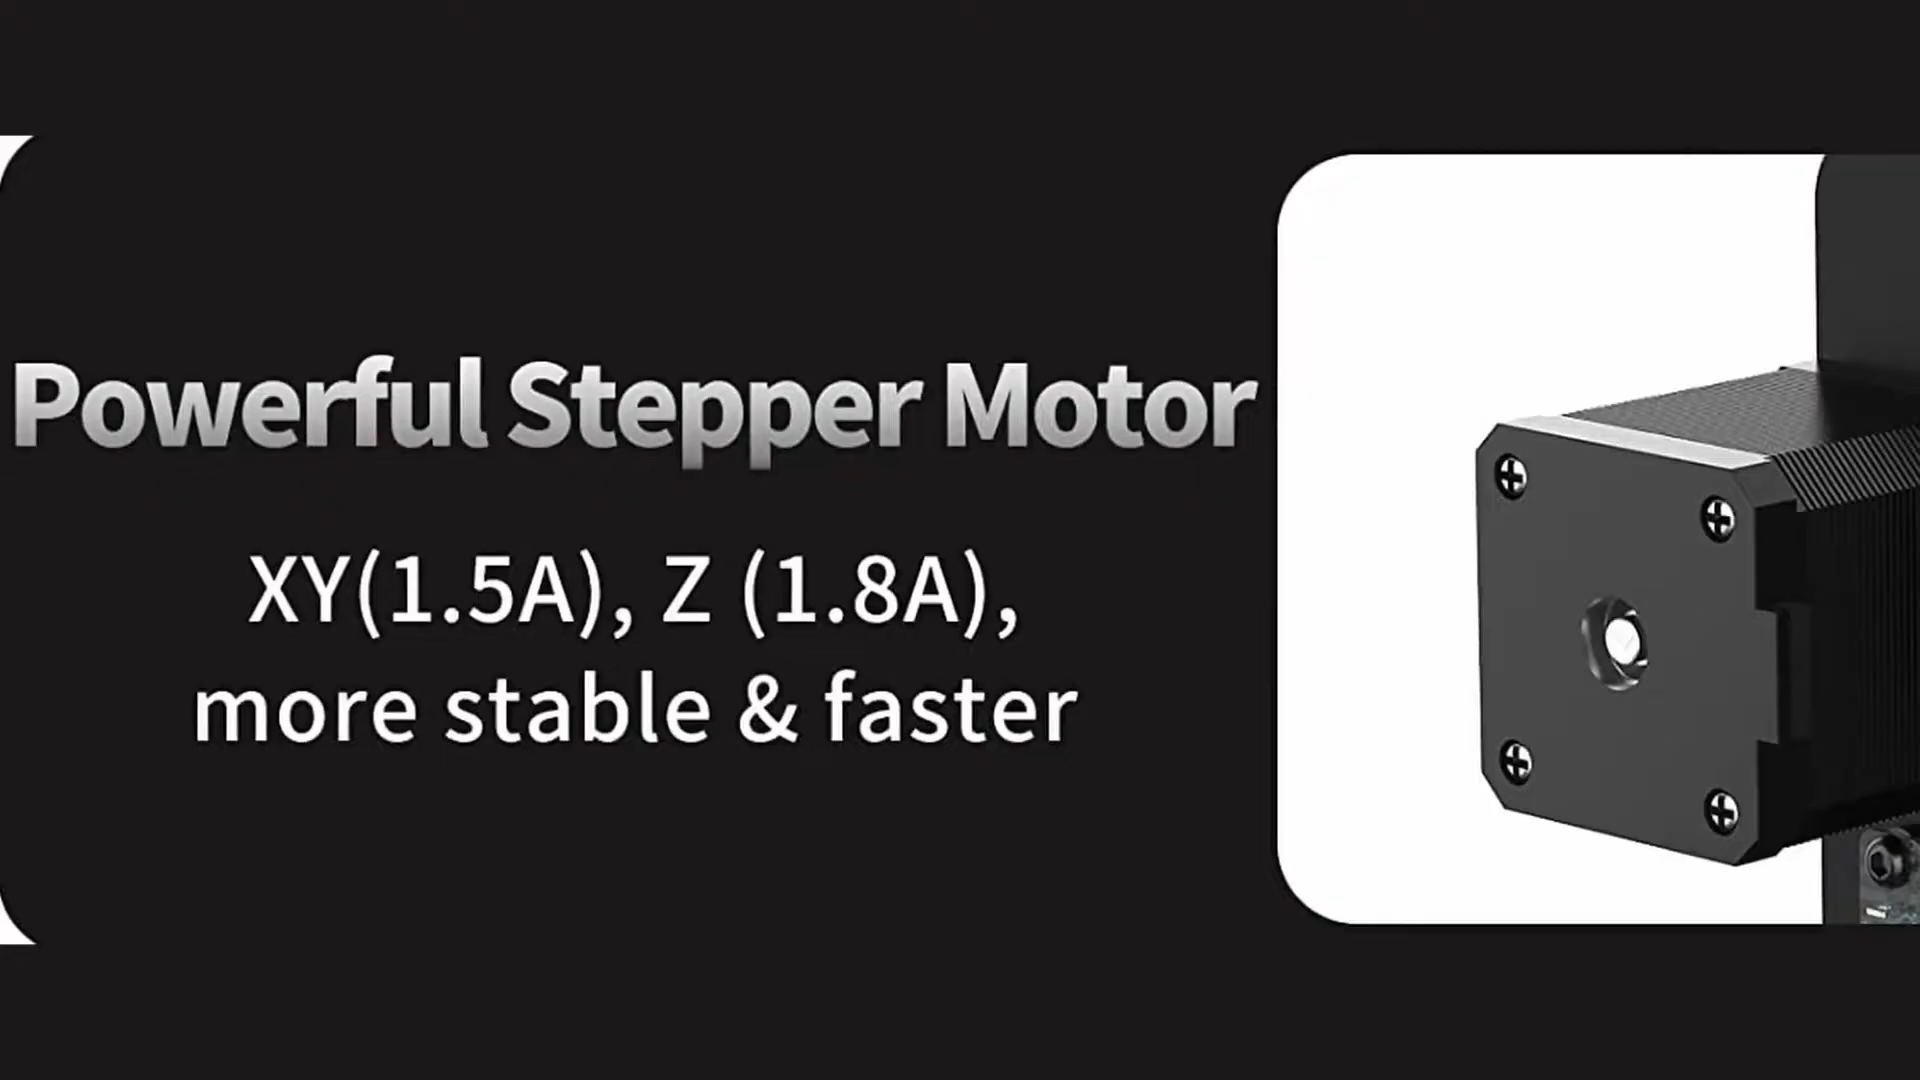 Powerful Stepper Motor
XY(1.5A), Z (1.8A),
more stable & faster